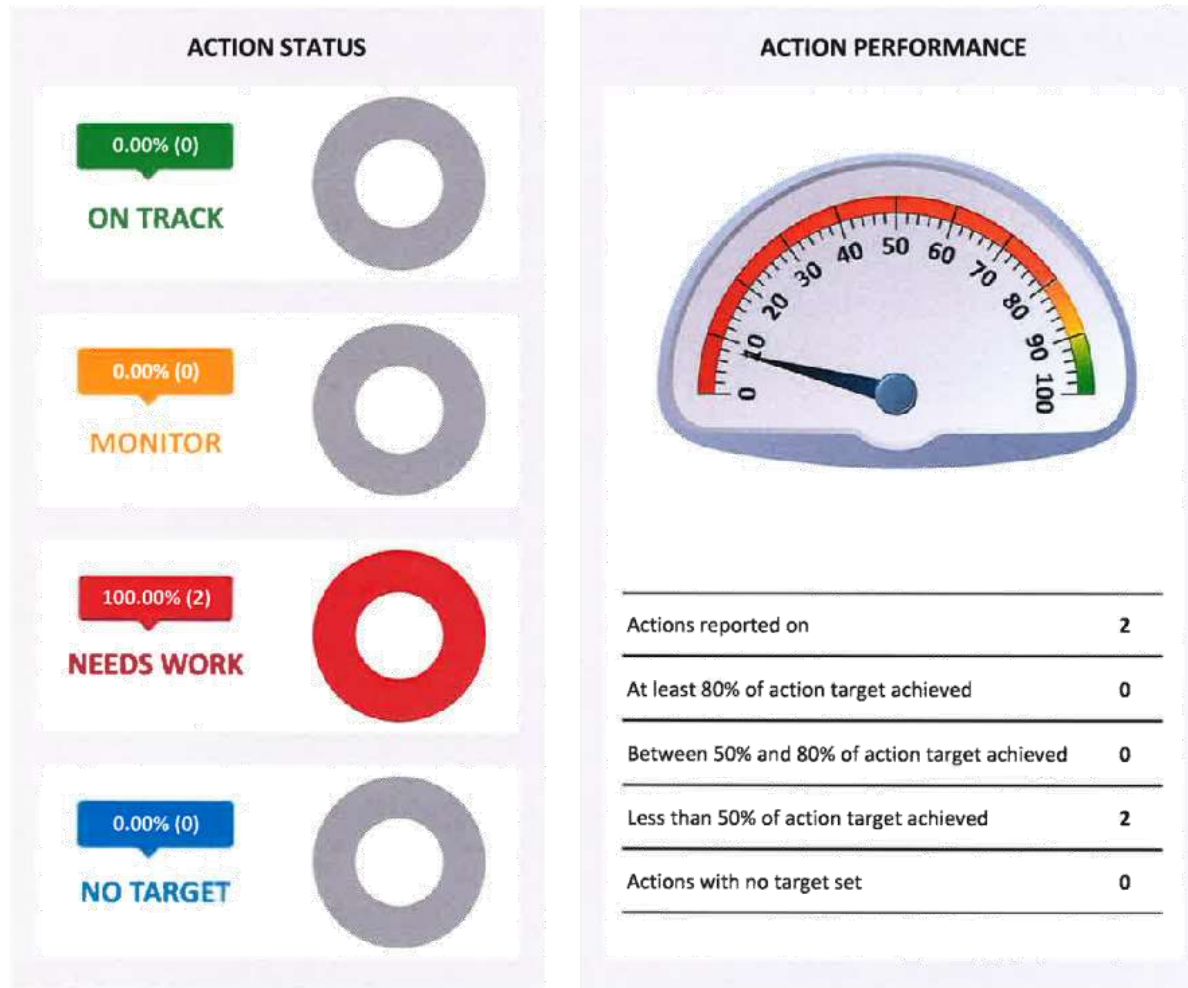 ACTION STATUS
0.00% (0)
ON TRACK
0.00% (0)
MONITOR
100.00% (2)
NEEDS WORK
0.00% (0)
NO TARGET
ACTION PERFORMANCE
0
10
20
30
40
50
60
70
80
90
100
Actions reported on 2
At least 80% of action target achieved 0
Between 50% and 80% of action target achieved 0
Less than 50% of action target achieved 2
Actions with no target set 0